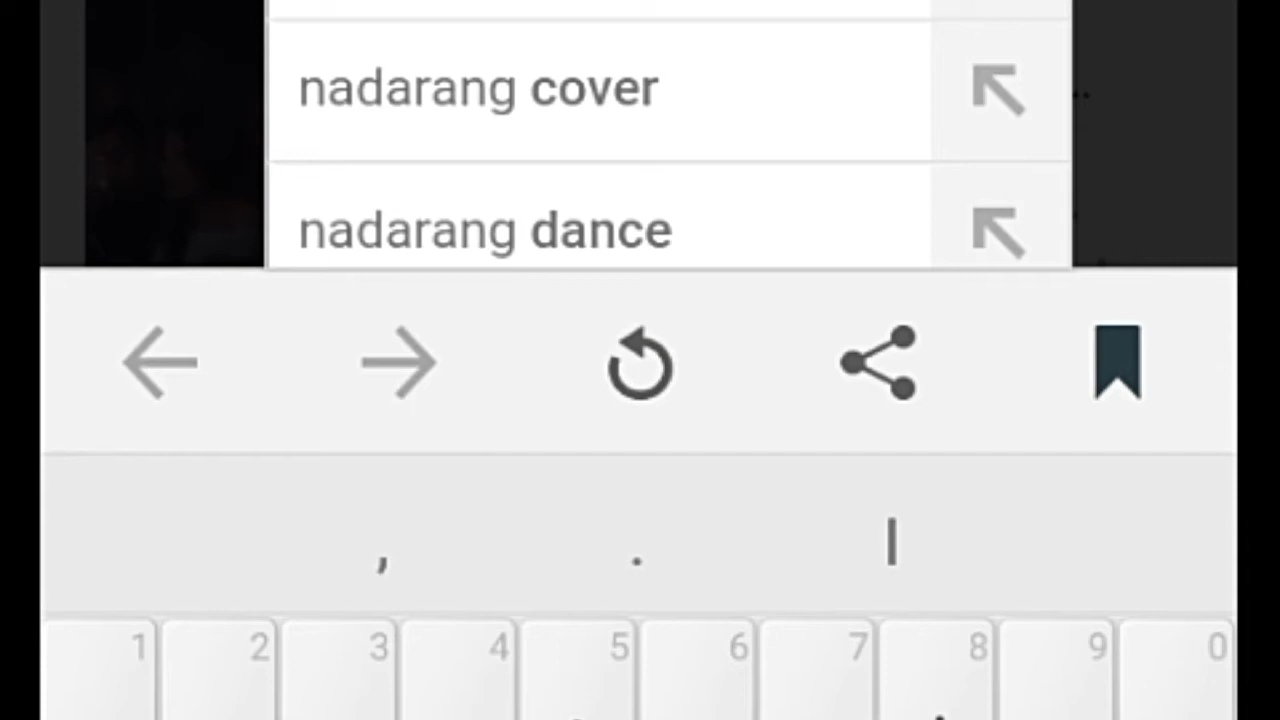 nadarang cover
nadarang dance
, . |
1 2 3 4 5 6 7 8 9 0